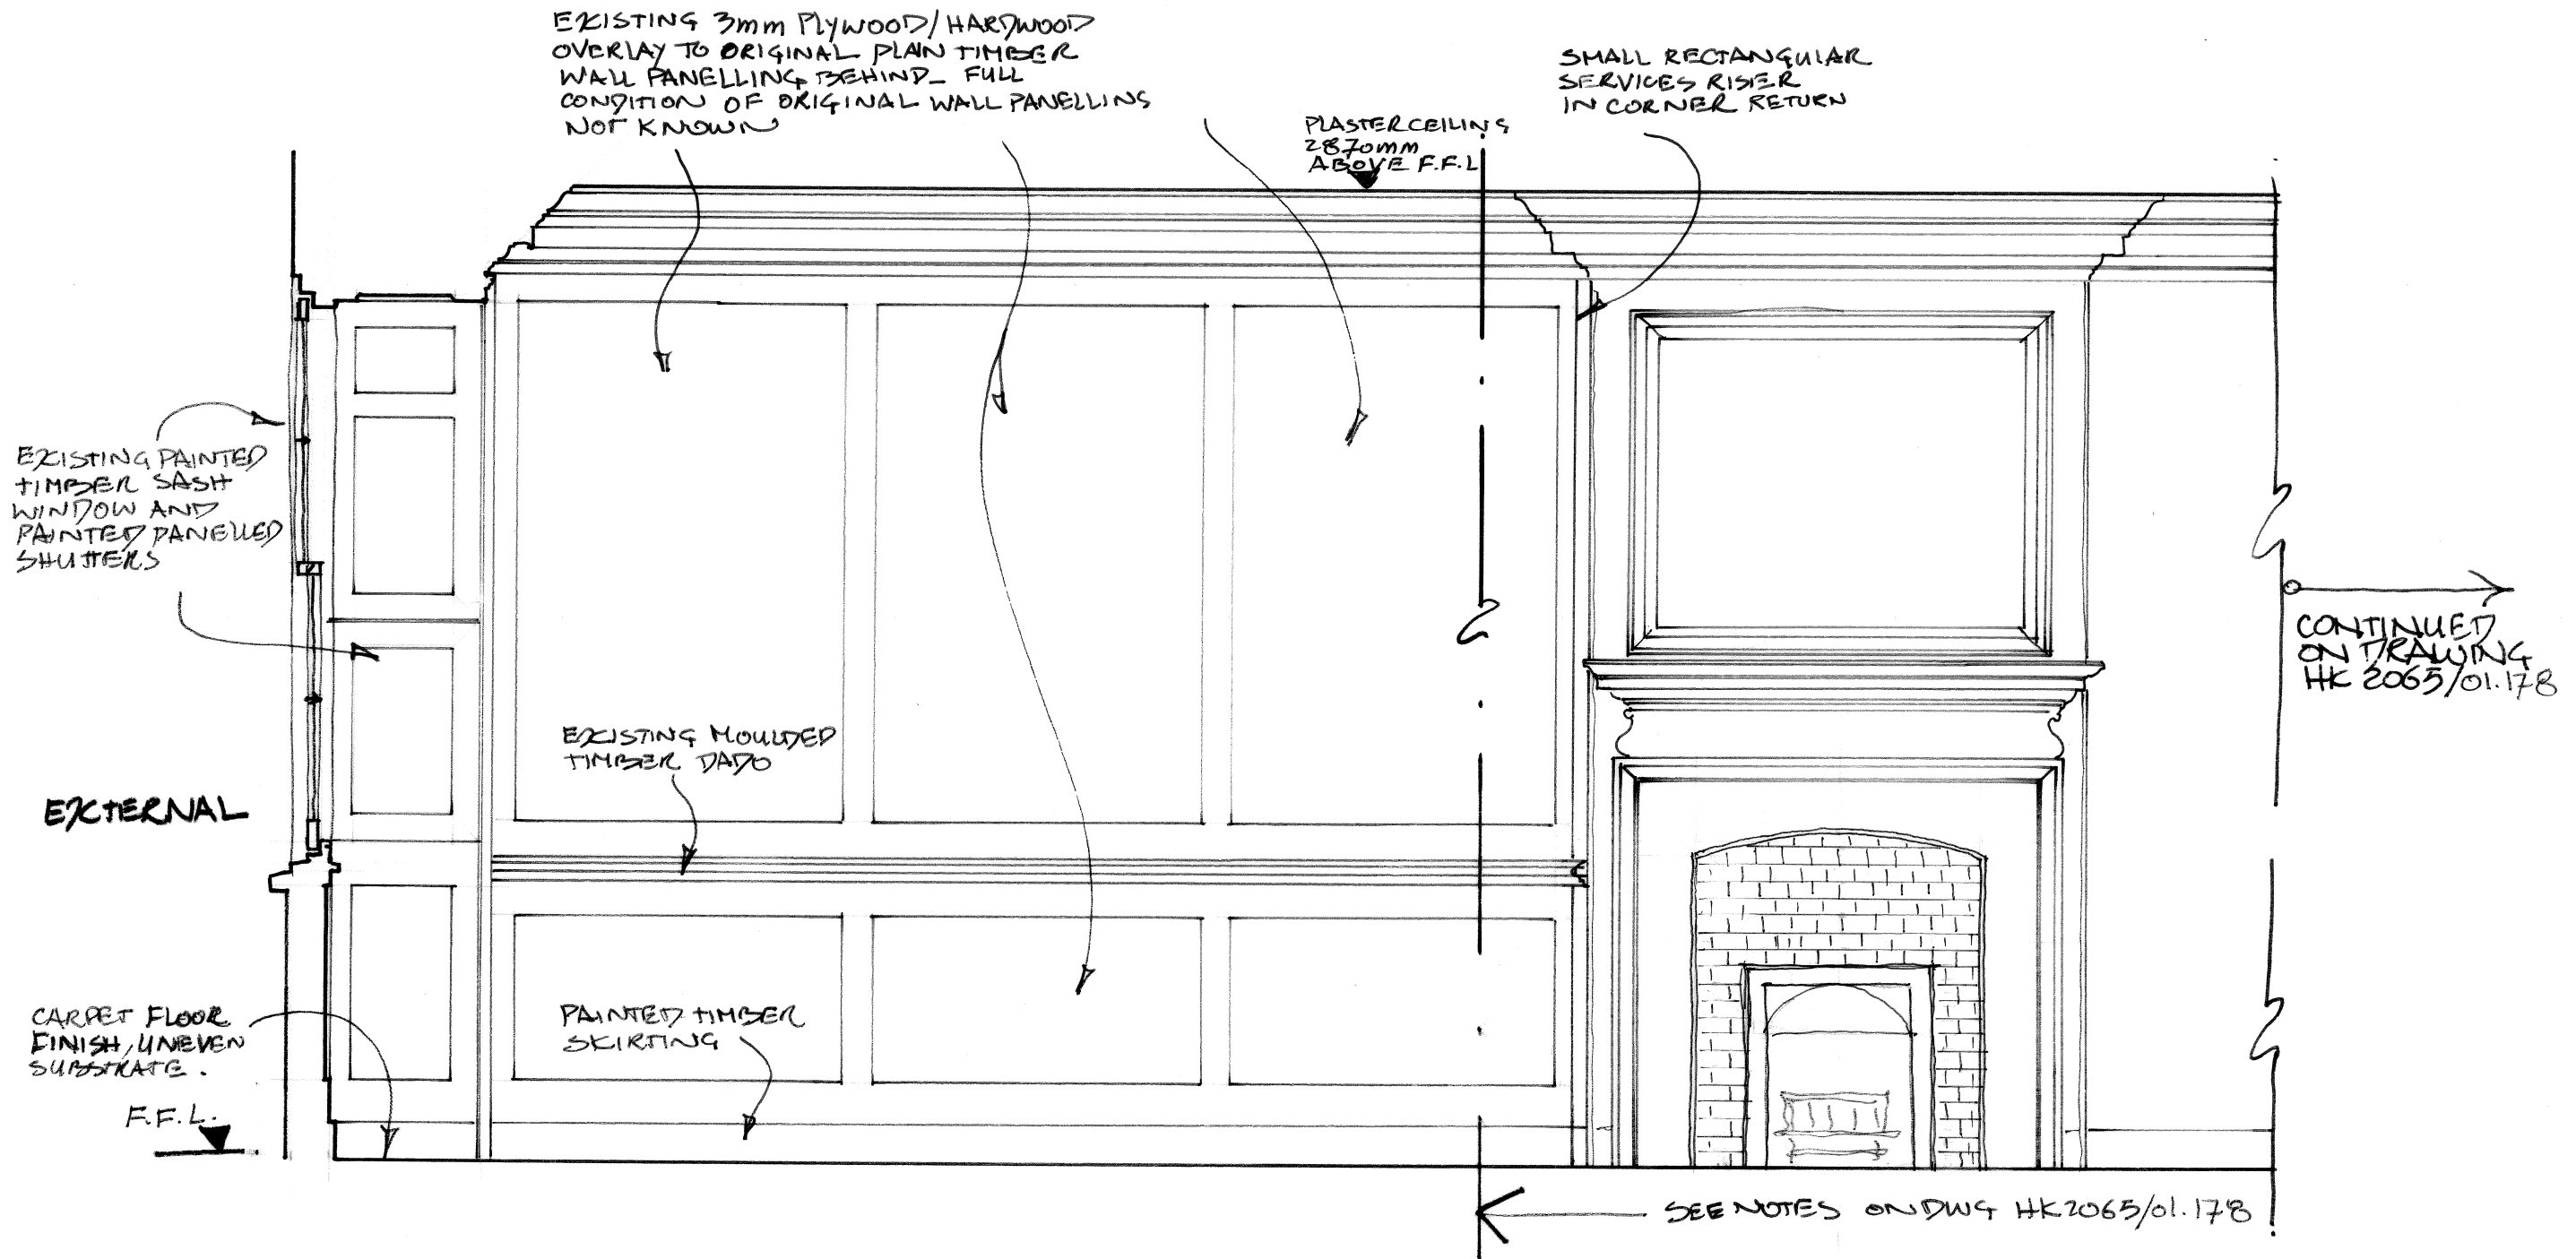 EXISTING 3mm PLYWOOD/HARDWOOD
OVERLAY TO ORIGINAL PLAIN TIMBER
WALL PANELLING BEHIND_ FULL
CONDITION OF ORIGINAL WALL PANELLING
NOT KNOWN
PLASTER CEILING
2870mm
ABOVE F.F.L
SMALL RECTANGULAR
SERVICES RISER
IN CORNER RETURN
EXISTING PAINTED
TIMBER SASH
WINDOW AND
PAINTED PANELLED
SHUTTERS
EXTERNAL
EXISTING MOULDED
TIMBER DADO
CONTINUED
ON DRAWING
HK 2065/01.178
CARPET FLOOR
FINISH, UNEVEN
SUBSTRATE.
F.F.L.
PAINTED TIMBER
SKIRTING
SEE NOTES ON DWG HK2065/01.178